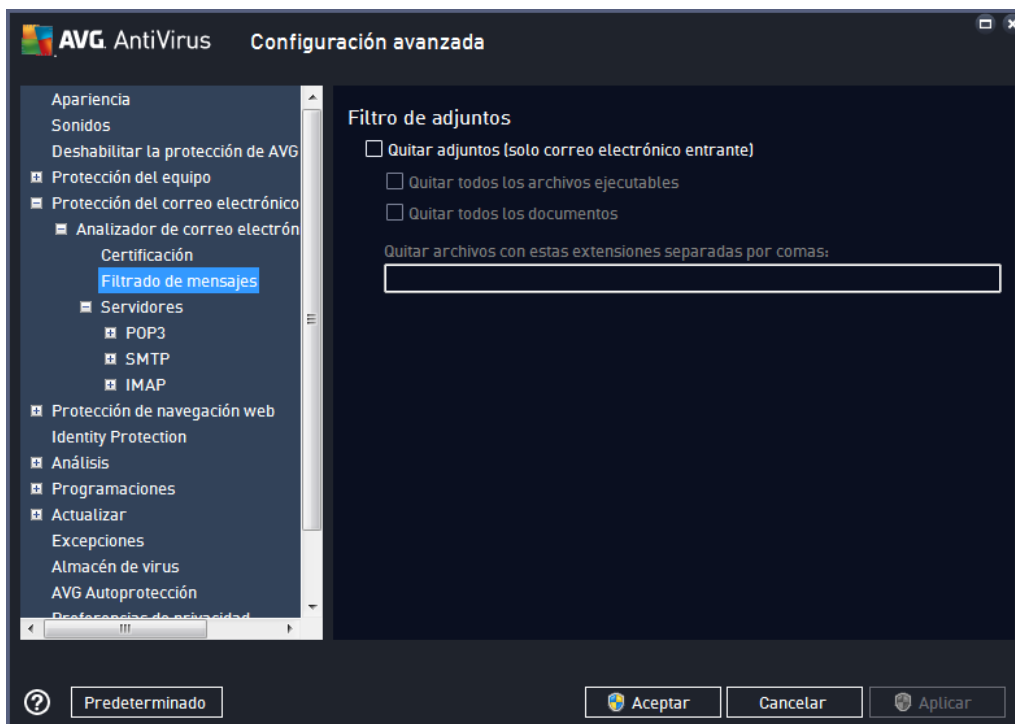 AVG AntiVirus Configuración avanzada
Apariencia
Sonidos
Deshabilitar la protección de AVG
Protección del equipo
Protección del correo electrónico
Analizador de correo electrón
Certificación
Filtrado de mensajes
Servidores
POP3
SMTP
IMAP
Protección de navegación web
Identity Protection
Análisis
Programaciones
Actualizar
Excepciones
Almacén de virus
AVG Autoprotección
Preferencias de privacidad
Filtro de adjuntos
Quitar adjuntos (solo correo electrónico entrante)
Quitar todos los archivos ejecutables
Quitar todos los documentos
Quitar archivos con estas extensiones separadas por comas:
? Predeterminado Aceptar Cancelar Aplicar